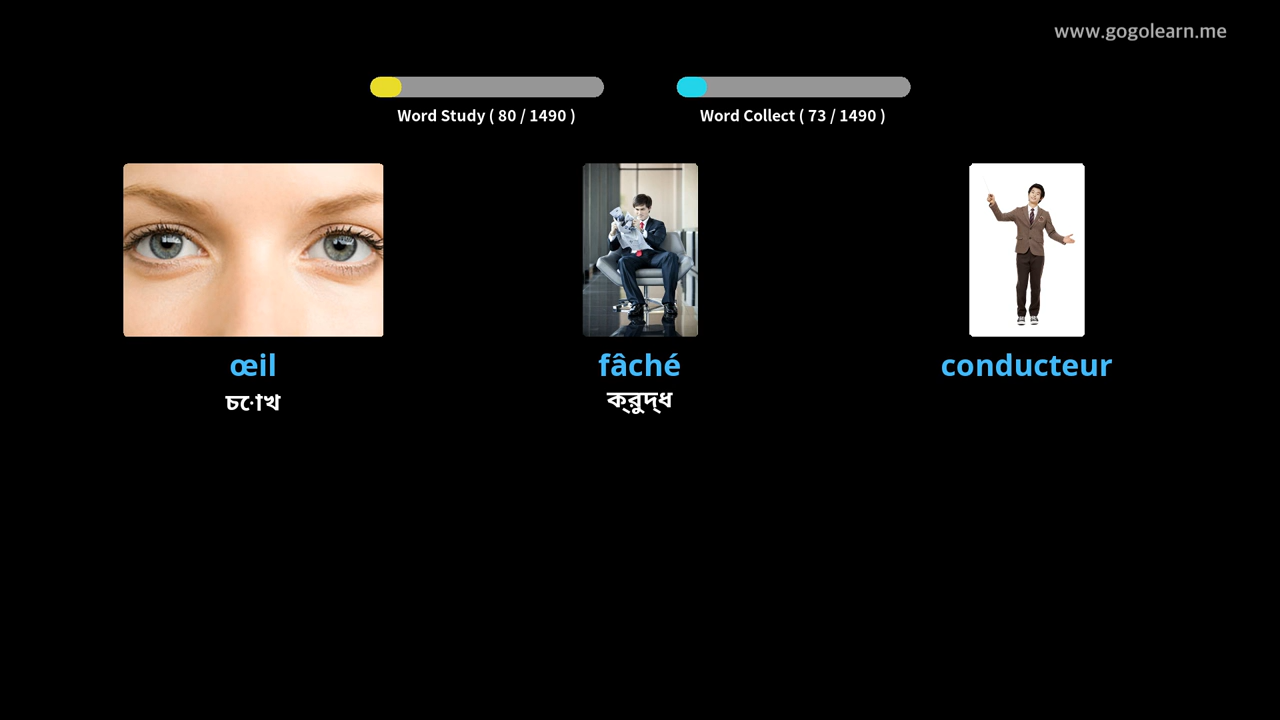 www.gogolearn.me
Word Study ( 80 / 1490 )
Word Collect ( 73 / 1490 )
œil
fâché
conducteur
চোখ
ক্রুদ্ধ